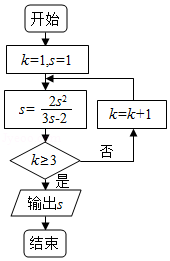 开始
k=1,s=1
s= 2s²/3s-2
k=k+1
k≥3
否
是
输出s
结束